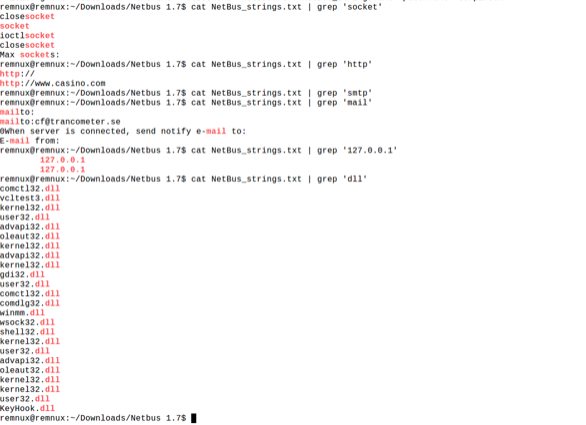 remnux@remnux:~/Downloads/Netbus 1.7$ cat NetBus_strings.txt | grep 'socket'
closesocket
socket
ioctlsocket
closesocket
Max sockets:
remnux@remnux:~/Downloads/Netbus 1.7$ cat NetBus_strings.txt | grep 'http'
http://
http://www.casino.com
remnux@remnux:~/Downloads/Netbus 1.7$ cat NetBus_strings.txt | grep 'smtp'
remnux@remnux:~/Downloads/Netbus 1.7$ cat NetBus_strings.txt | grep 'mail'
mailto:
mailto:cf@trancometer.se
0When server is connected, send notify e-mail to:
E-mail from:
remnux@remnux:~/Downloads/Netbus 1.7$ cat NetBus_strings.txt | grep '127.0.0.1'
127.0.0.1
127.0.0.1
remnux@remnux:~/Downloads/Netbus 1.7$ cat NetBus_strings.txt | grep 'dll'
comctl32.dll
vcltest3.dll
kernel32.dll
user32.dll
advapi32.dll
oleaut32.dll
kernel32.dll
advapi32.dll
kernel32.dll
gdi32.dll
user32.dll
comctl32.dll
comdlg32.dll
winmm.dll
wsock32.dll
shell32.dll
kernel32.dll
user32.dll
advapi32.dll
oleaut32.dll
kernel32.dll
kernel32.dll
user32.dll
KeyHook.dll
remnux@remnux:~/Downloads/Netbus 1.7$